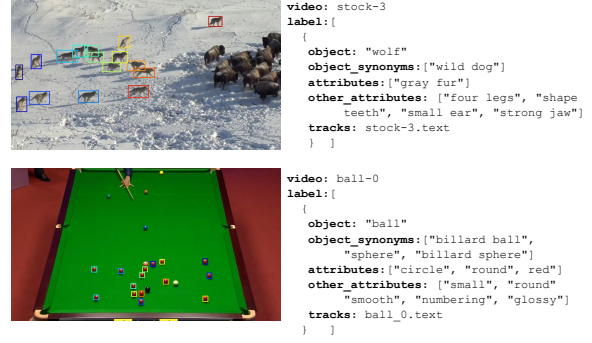 video: stock-3
label:[
{
object: "wolf"
object_synonyms:["wild dog"]
attributes:["gray fur"]
other_attributes: ["four legs", "shape
teeth", "small ear", "strong jaw"]
tracks: stock-3.text
} ]
video: ball-0
label:[
{
object: "ball"
object_synonyms:["billard ball",
"sphere", "billard sphere"]
attributes:["circle", "round", red"]
other_attributes: ["small", "round"
"smooth", "numbering", "glossy"]
tracks: ball_0.text
} ]